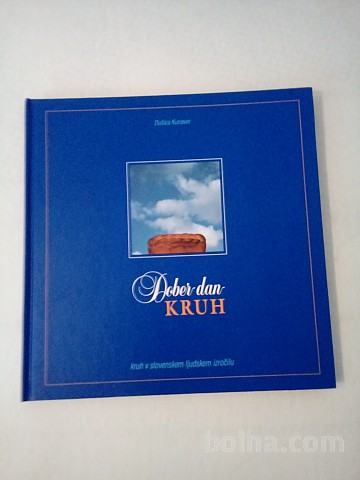 Dušica Kunaver
Dober dan
KRUH
kruh v slovenskem ljudskem izročilu
bolha.com